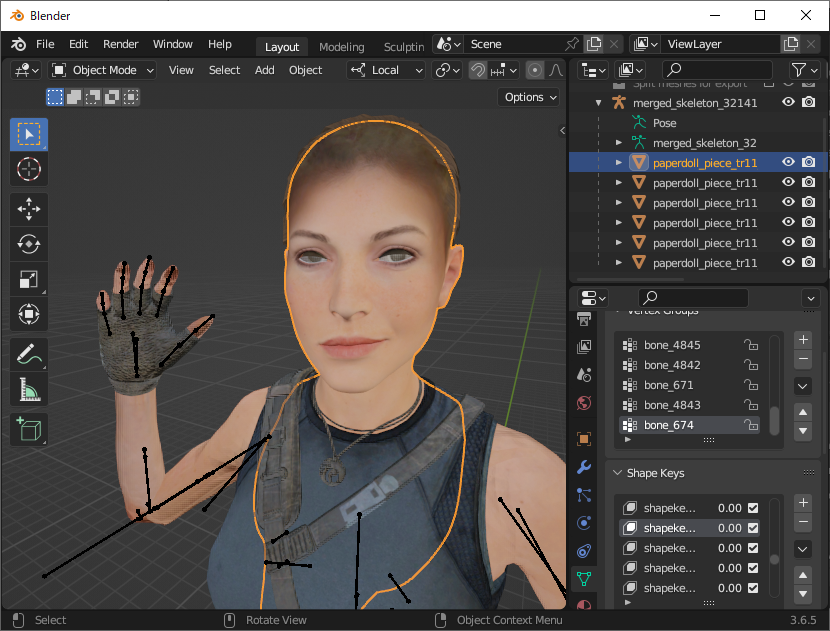 Blender
File Edit Render Window Help Layout Modeling Sculptin Scene ViewLayer
Object Mode View Select Add Object Local
Options
Split meshes for export
merged_skeleton_32141
Pose
merged_skeleton_32
paperdoll_piece_tr11
paperdoll_piece_tr11
paperdoll_piece_tr11
paperdoll_piece_tr11
paperdoll_piece_tr11
paperdoll_piece_tr11
Vertex Groups
bone_4845
bone_4842
bone_671
bone_4843
bone_674
Shape Keys
shapeke... 0.00
shapeke... 0.00
shapeke... 0.00
shapeke... 0.00
shapeke... 0.00
Select Rotate View Object Context Menu 3.6.5